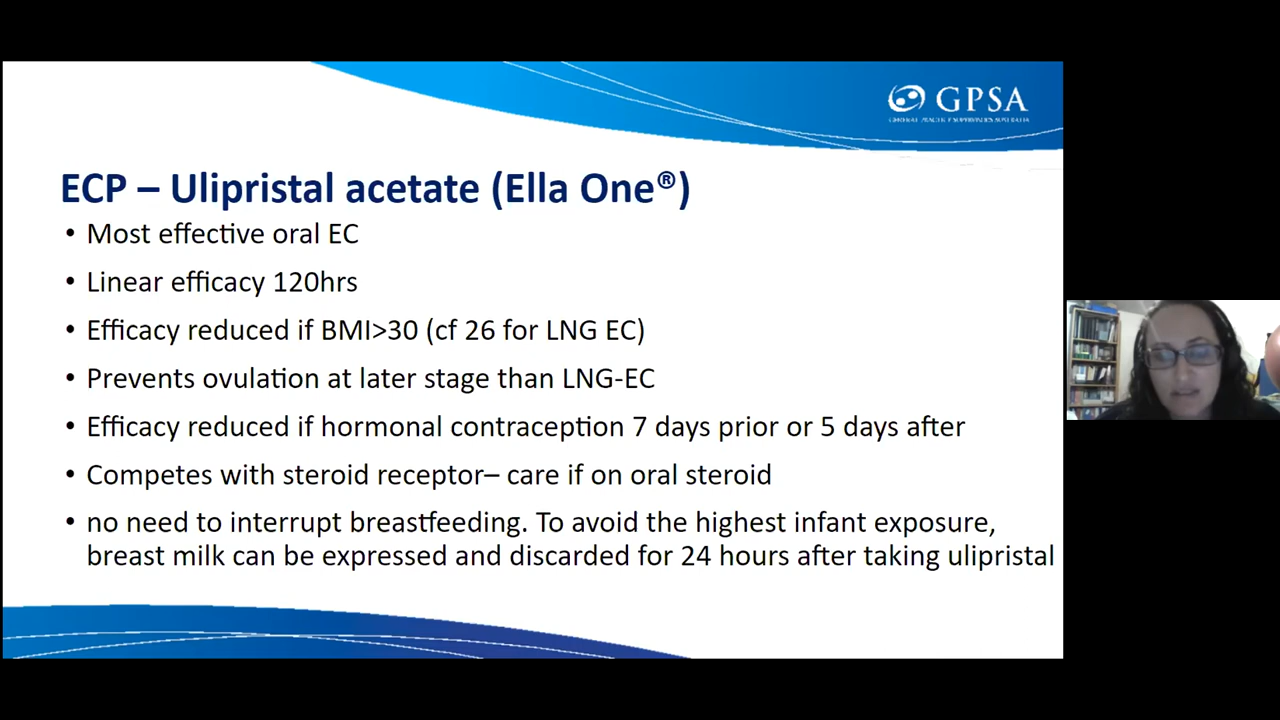 GPSA
ECP – Ulipristal acetate (Ella One®)
• Most effective oral EC
• Linear efficacy 120hrs
• Efficacy reduced if BMI>30 (cf 26 for LNG EC)
• Prevents ovulation at later stage than LNG-EC
• Efficacy reduced if hormonal contraception 7 days prior or 5 days after
• Competes with steroid receptor– care if on oral steroid
• no need to interrupt breastfeeding. To avoid the highest infant exposure,
breast milk can be expressed and discarded for 24 hours after taking ulipristal